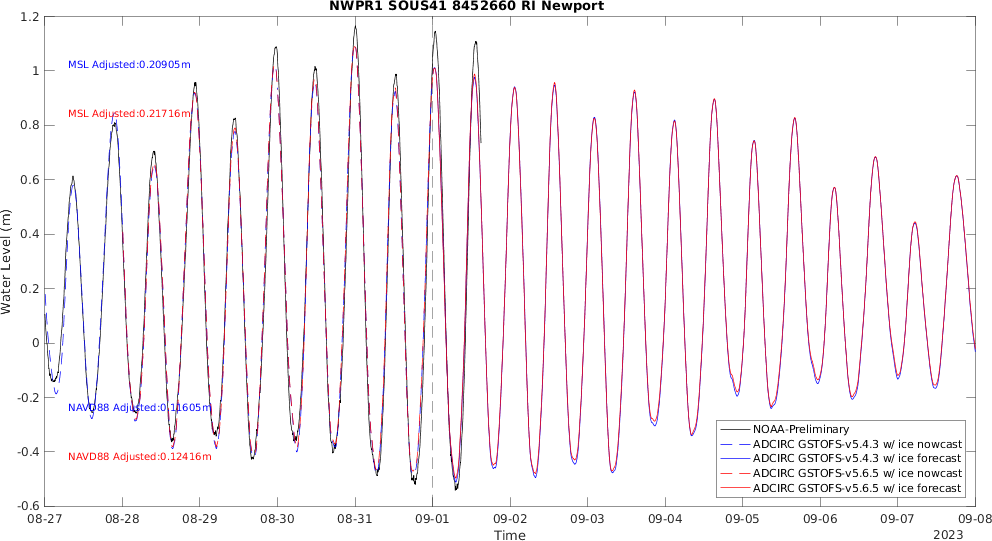 NWPR1 SOUS41 8452660 RI Newport
1.2
1
0.8
0.6
0.4
0.2
0
-0.2
-0.4
-0.6
Water Level (m)
MSL Adjusted:0.20905m
MSL Adjusted:0.21716m
NAVD88 Adjusted:0.11605m
NAVD88 Adjusted:0.12416m
NOAA-Preliminary
ADCIRC GSTOFS-v5.4.3 w/ ice nowcast
ADCIRC GSTOFS-v5.4.3 w/ ice forecast
ADCIRC GSTOFS-v5.6.5 w/ ice nowcast
ADCIRC GSTOFS-v5.6.5 w/ ice forecast
08-27 08-28 08-29 08-30 08-31 09-01 09-02 09-03 09-04 09-05 09-06 09-07 09-08
Time
2023